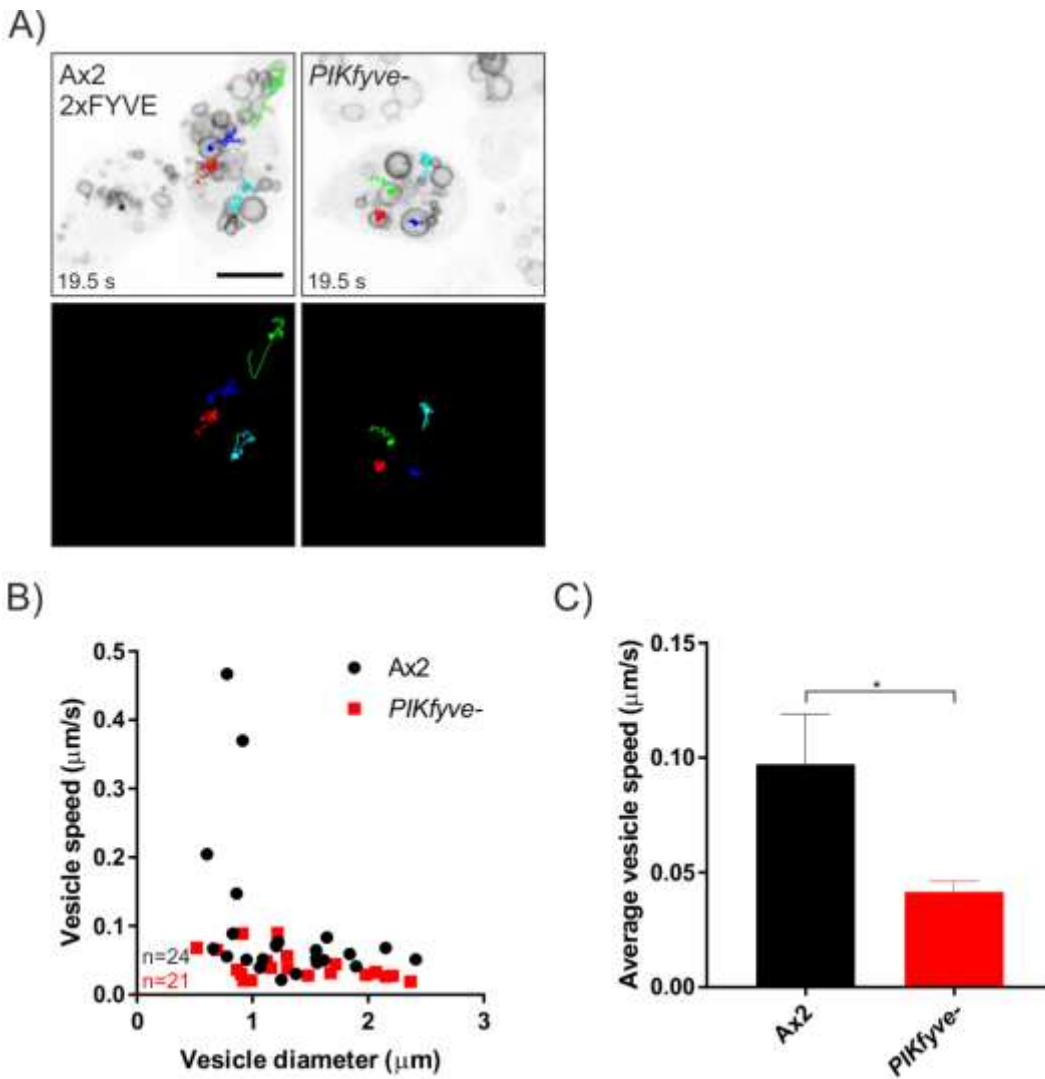 A)
Ax2
2xFYVE
19.5 s
PIKfyve-
19.5 s
B)
Vesicle speed (μm/s)
0.5
0.4
0.3
0.2
0.1
0.0
Ax2
PIKfyve-
n=24
n=21
0 1 2 3
Vesicle diameter (μm)
C)
Average vesicle speed (μm/s)
0.15
0.10
0.05
0.00
*
Ax2
PIKfyve-